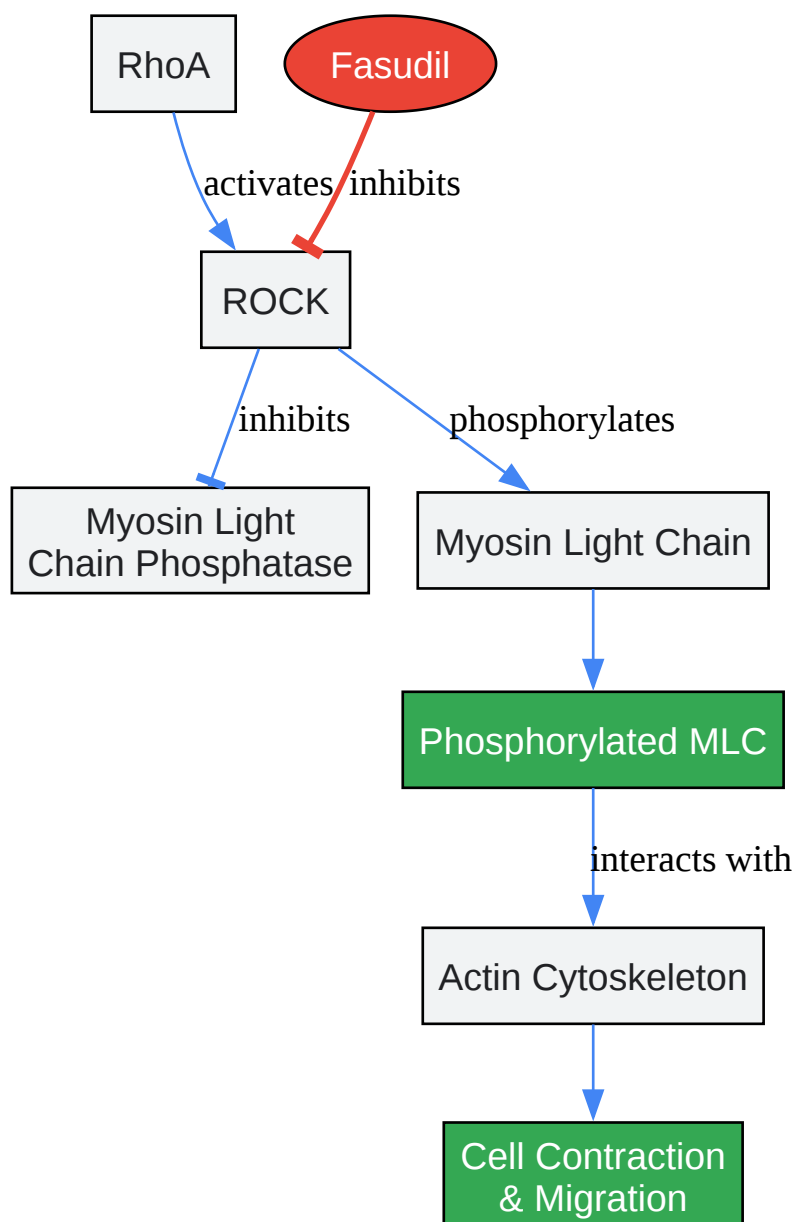 RhoA
Fasudil
activates
inhibits
ROCK
inhibits
phosphorylates
Myosin Light
Chain Phosphatase
Myosin Light Chain
Phosphorylated MLC
interacts with
Actin Cytoskeleton
Cell Contraction
& Migration